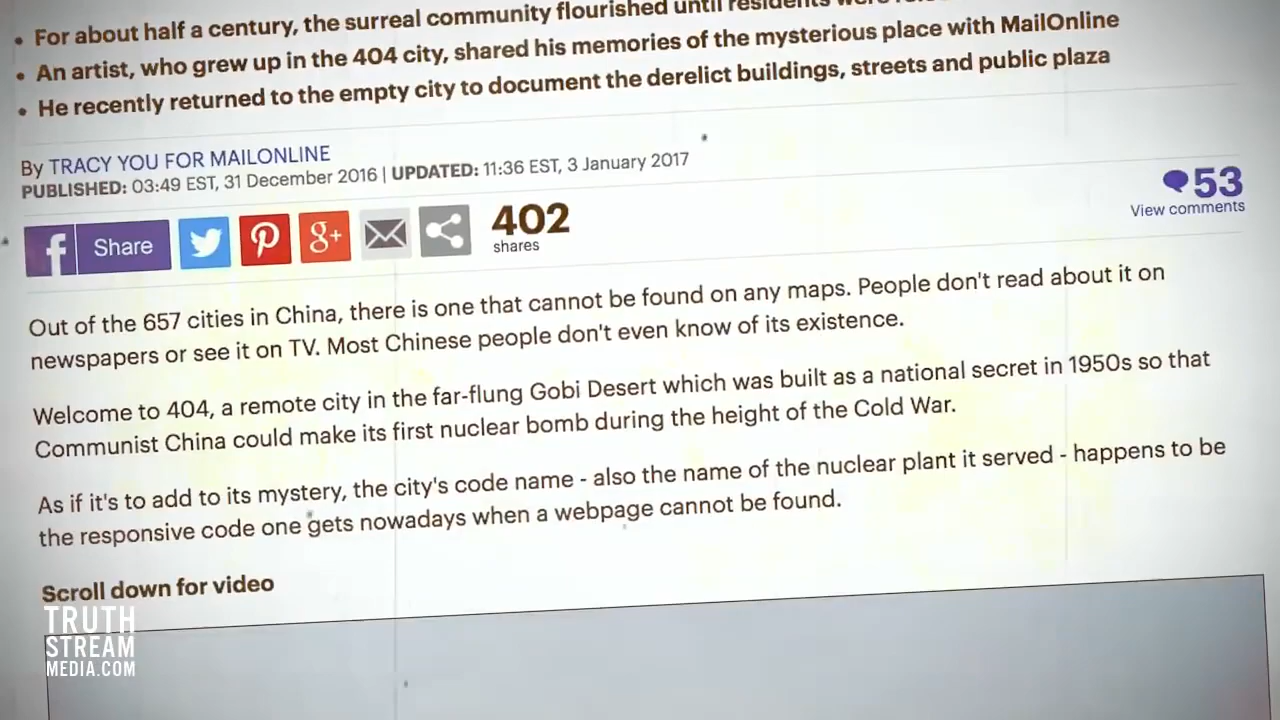 • For about half a century, the surreal community flourished until residents were
• An artist, who grew up in the 404 city, shared his memories of the mysterious place with MailOnline
• He recently returned to the empty city to document the derelict buildings, streets and public plaza
By TRACY YOU FOR MAILONLINE
PUBLISHED: 03:49 EST, 31 December 2016 | UPDATED: 11:36 EST, 3 January 2017
53
View comments
f Share
g+
402
shares
Out of the 657 cities in China, there is one that cannot be found on any maps. People don't read about it on
newspapers or see it on TV. Most Chinese people don't even know of its existence.
Welcome to 404, a remote city in the far-flung Gobi Desert which was built as a national secret in 1950s so that
Communist China could make its first nuclear bomb during the height of the Cold War.
As if it's to add to its mystery, the city's code name - also the name of the nuclear plant it served - happens to be
the responsive code one gets nowadays when a webpage cannot be found.
Scroll down for video
TRUTH
STREAM
MEDIA.COM